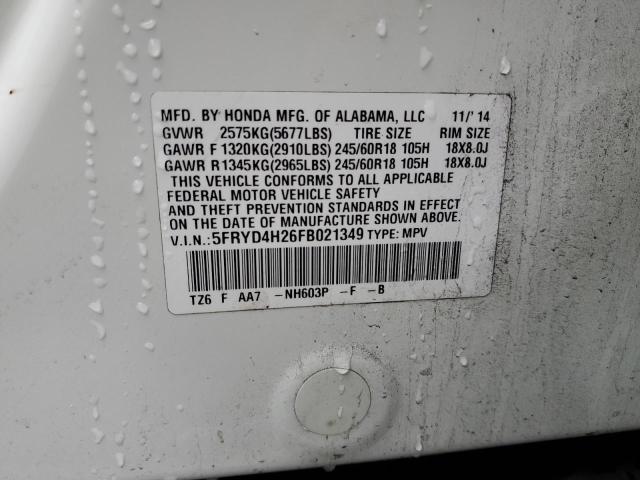 MFD. BY HONDA MFG. OF ALABAMA, LLC 11/'14
GVWR 2575KG(5677LBS) TIRE SIZE RIM SIZE
GAWR F 1320KG(2910LBS) 245/60R18 105H 18X8.0J
GAWR R 1345KG(2965LBS) 245/60R18 105H 18X8.0J
THIS VEHICLE CONFORMS TO ALL APPLICABLE
FEDERAL MOTOR VEHICLE SAFETY
AND THEFT PREVENTION STANDARDS IN EFFECT
ON THE DATE OF MANUFACTURE SHOWN ABOVE.
V.I.N.: 5FRYD4H26FB021349 TYPE: MPV
TZ6 F AA7 -NH603P -F -B